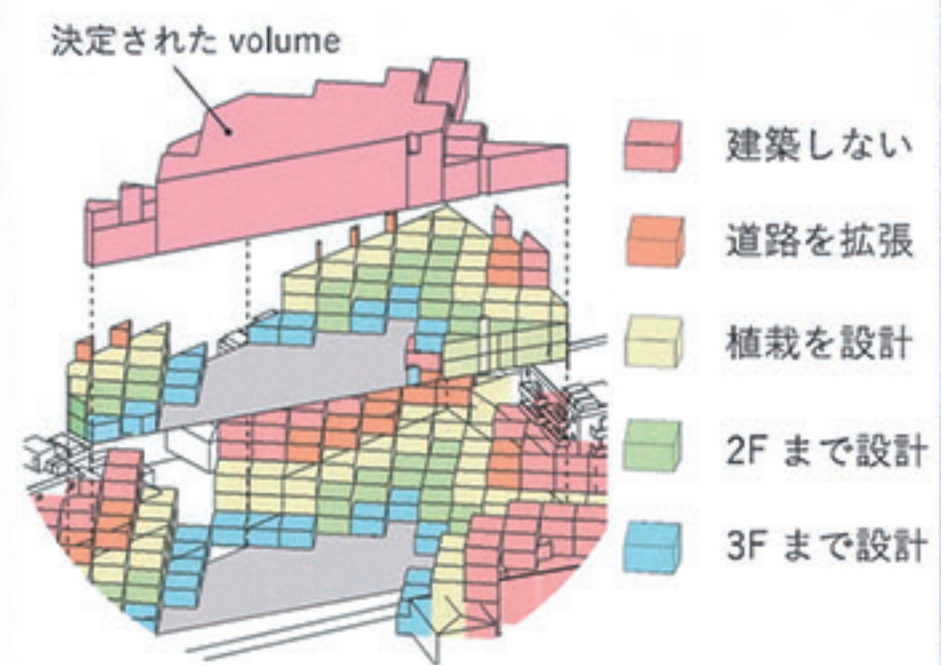 決定された volume
建築しない
道路を拡張
植栽を設計
2F まで設計
3F まで設計